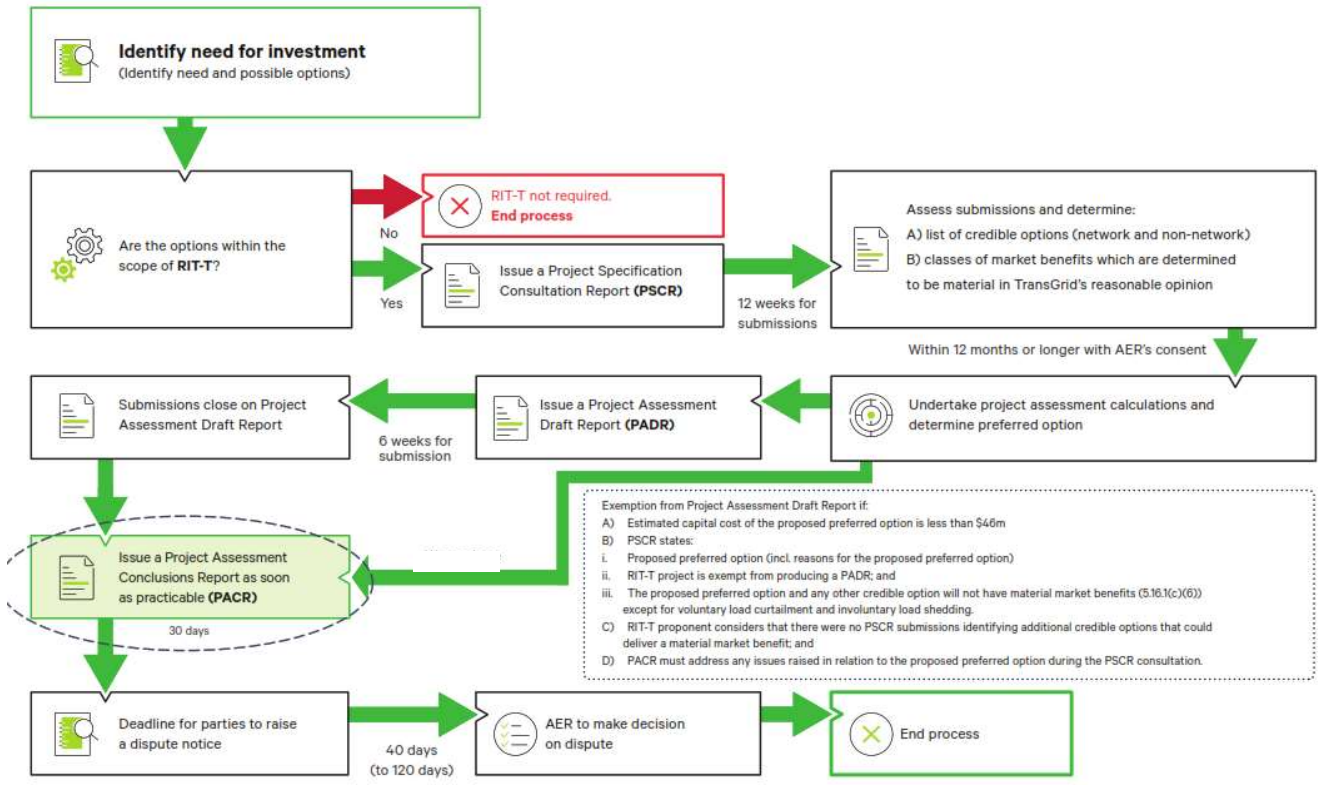 Identify need for investment
(Identify need and possible options)
Are the options within the
scope of RIT-T?
No
Yes
RIT-T not required.
End process
Issue a Project Specification
Consultation Report (PSCR)
12 weeks for
submissions
Assess submissions and determine:
A) list of credible options (network and non-network)
B) classes of market benefits which are determined
to be material in TransGrid's reasonable opinion
Within 12 months or longer with AER's consent
Undertake project assessment calculations and
determine preferred option
Issue a Project Assessment
Draft Report (PADR)
6 weeks for
submission
Submissions close on Project
Assessment Draft Report
Exemption from Project Assessment Draft Report if:
A) Estimated capital cost of the proposed preferred option is less than $46m
B) PSCR states:
i. Proposed preferred option (incl. reasons for the proposed preferred option)
ii. RIT-T project is exempt from producing a PADR; and
iii. The proposed preferred option and any other credible option will not have material market benefits (5.16.1(c)(6))
except for voluntary load curtailment and involuntary load shedding.
C) RIT-T proponent considers that there were no PSCR submissions identifying additional credible options that could
deliver a material market benefit; and
D) PACR must address any issues raised in relation to the proposed preferred option during the PSCR consultation.
Issue a Project Assessment
Conclusions Report as soon
as practicable (PACR)
30 days
Deadline for parties to raise
a dispute notice
40 days
(to 120 days)
AER to make decision
on dispute
End process